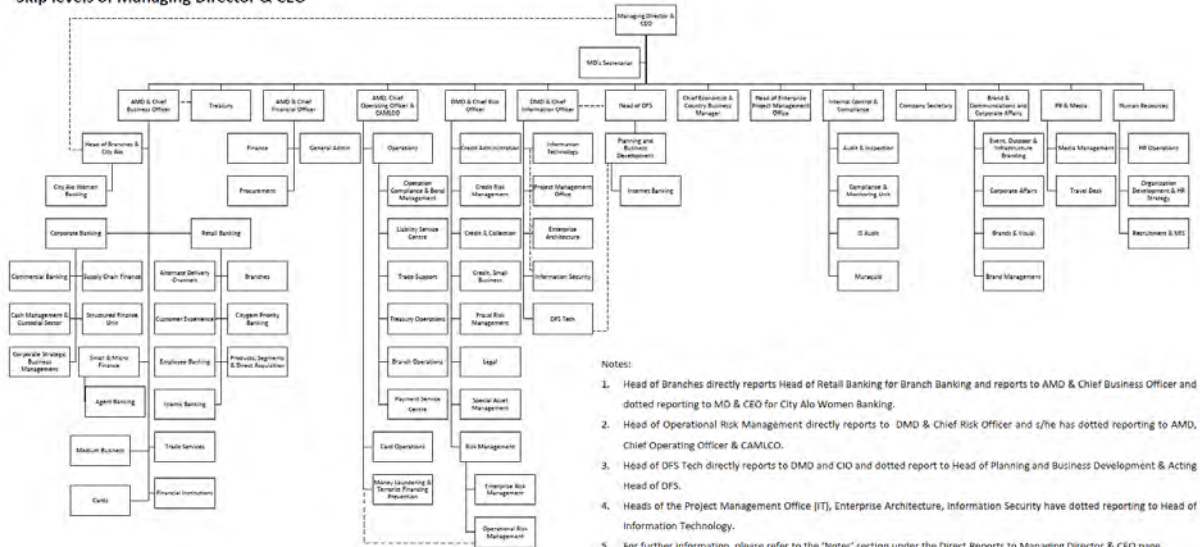 Skip levels of Managing Director & CEO
Managing Director &
CEO
MD's Secretariat
AMD & Chief
Business Officer
Treasury
AMD & Chief
Financial Officer
AMD, Chief
Operating Officer &
CAMLCO
DMD & Chief Risk
Officer
DMD & Chief
Information Officer
Head of DFS
Chief Economist &
Country Business
Manager
Head of Enterprise
Project Management
Office
Internal Control &
Compliance
Company Secretary
Brand &
Communications and
Corporate Affairs
PR & Media
Human Resources
Head of Branches &
City Alo
Finance
General Admin
Operations
Credit Administration
Information
Technology
Planning and
Business
Development
Audit & Inspection
Event, Outdoor &
Infrastructure
Branding
Media Management
HR Operations
City Alo Women
Banking
Procurement
Operation
Compliance & Bond
Management
Credit Risk
Management
Project Management
Office
Internet Banking
Compliance &
Monitoring Unit
Corporate Affairs
Travel Desk
Organization
Development & HR
Strategy
Corporate Banking
Retail Banking
Liability Service
Centre
Credit & Collection
Enterprise
Architecture
IS Audit
Brands & Visual
Recruitment & MIS
Commercial Banking
Supply Chain Finance
Alternate Delivery
Channels
Branches
Trade Support
Credit, Small
Business
Information Security
Muraquib
Brand Management
Cash Management &
Custodial Sector
Structured Finance
Unit
Customer Experience
Citygem Priority
Banking
Treasury Operations
Fraud Risk
Management
DFS Tech
Corporate Strategic
Business
Management
Small & Micro
Finance
Employee Banking
Products, Segments
& Direct Acquisition
Branch Operations
Legal
Agent Banking
Islamic Banking
Payment Service
Centre
Special Asset
Management
Medium Business
Trade Services
Card Operations
Risk Management
Cards
Financial Institutions
Money Laundering &
Terrorist Financing
Prevention
Enterprise Risk
Management
Operational Risk
Management
Notes:
1. Head of Branches directly reports Head of Retail Banking for Branch Banking and reports to AMD & Chief Business Officer and
dotted reporting to MD & CEO for City Alo Women Banking.
2. Head of Operational Risk Management directly reports to DMD & Chief Risk Officer and s/he has dotted reporting to AMD,
Chief Operating Officer & CAMLCO.
3. Head of DFS Tech directly reports to DMD and CIO and dotted report to Head of Planning and Business Development & Acting
Head of DFS.
4. Heads of the Project Management Office (IT), Enterprise Architecture, Information Security have dotted reporting to Head of
Information Technology.
5. For further information, please refer to the 'Notes' section under the Direct Reports to Managing Director & CEO page.